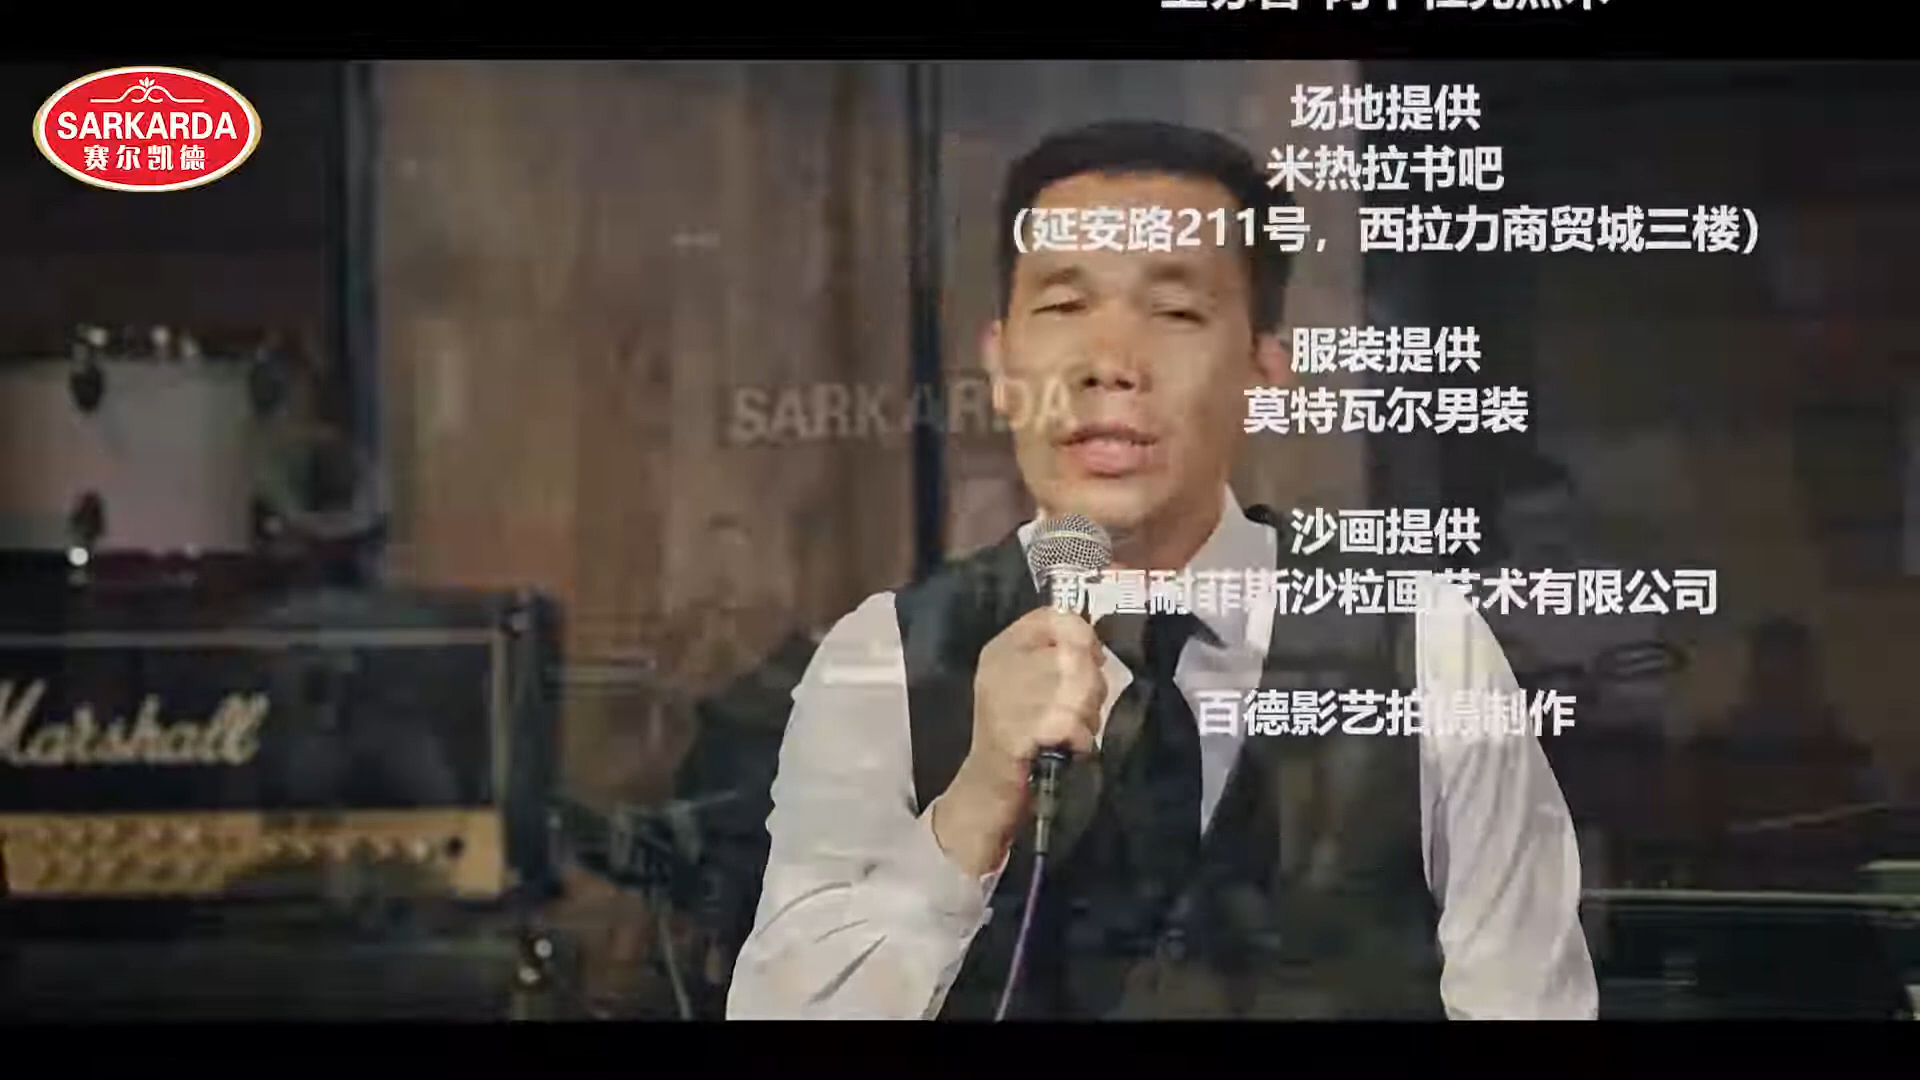 SARKARDA
赛尔凯德
场地提供
米热拉书吧
（延安路211号，西拉力商贸城三楼）
服装提供
莫特瓦尔男装
SARKARDA
沙画提供
新疆耐菲斯沙粒画艺术有限公司
百德影艺拍摄制作
Marshall